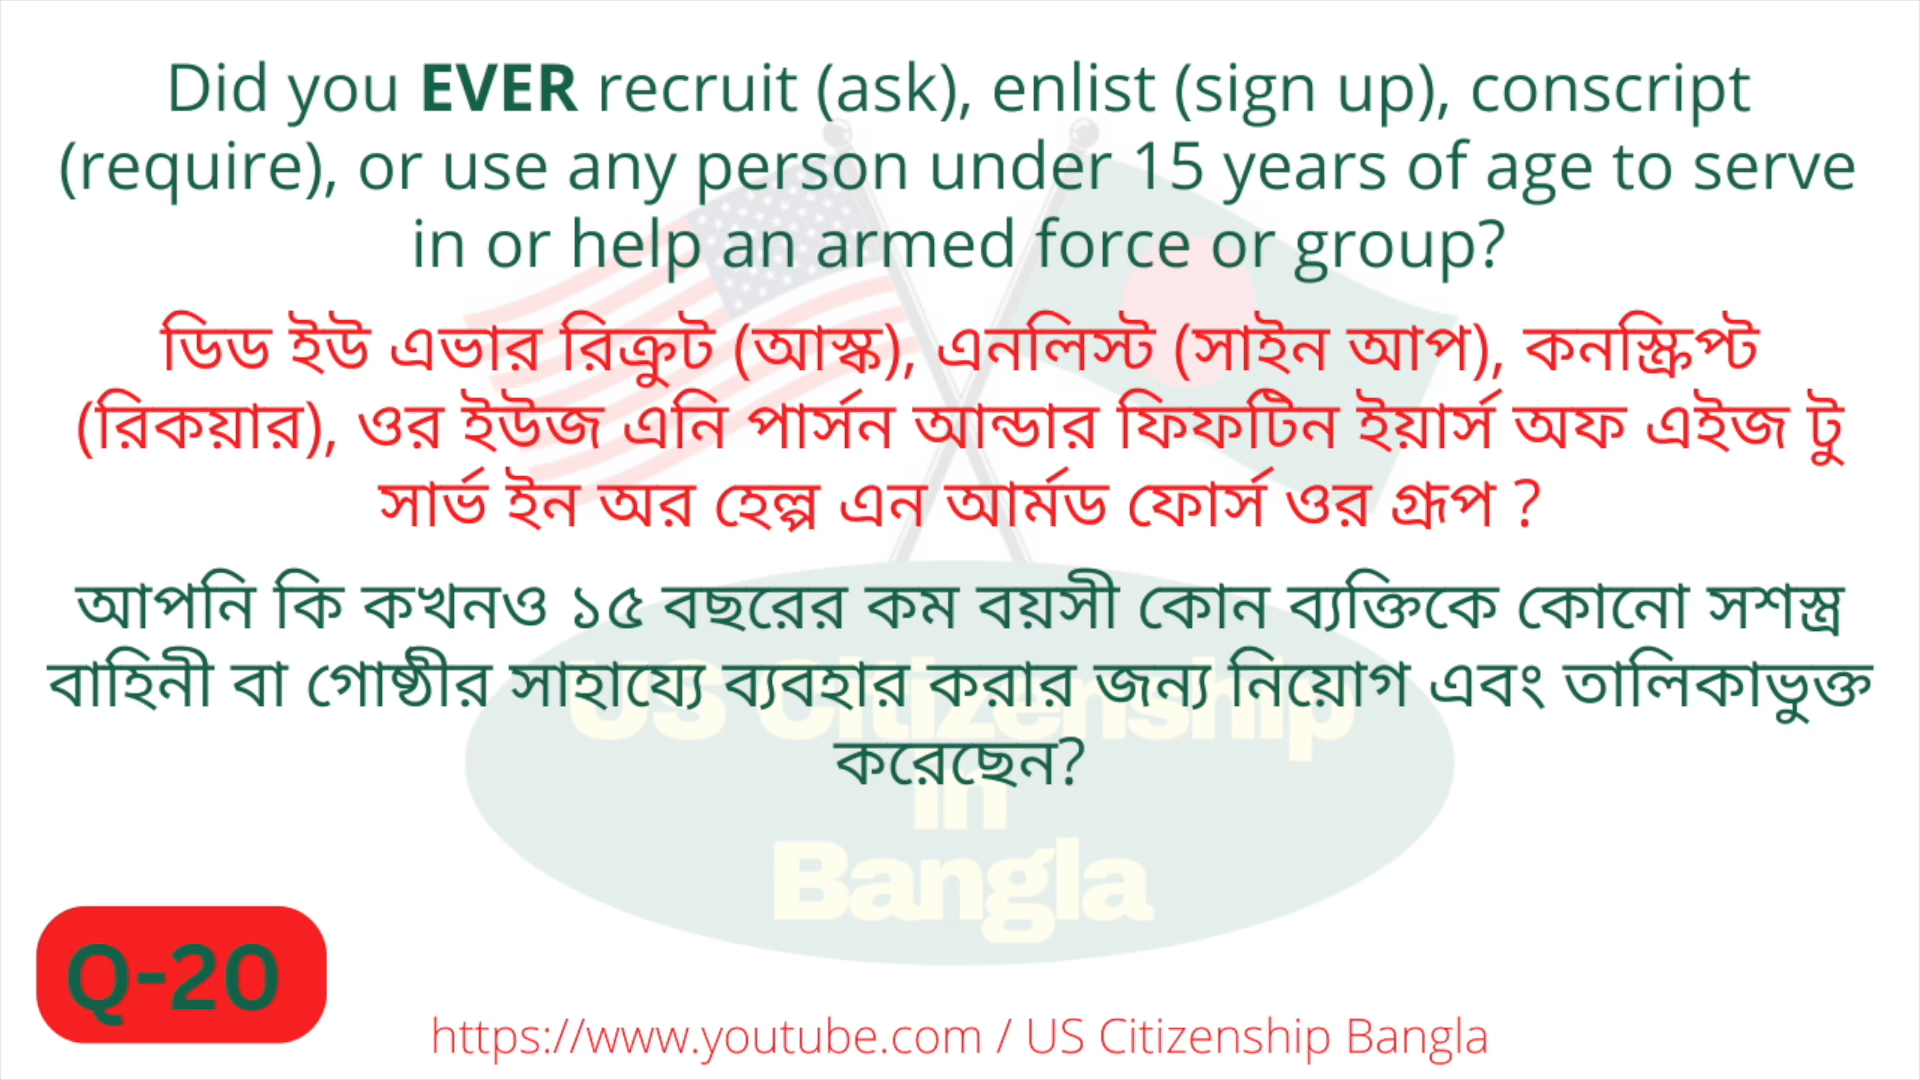 Did you EVER recruit (ask), enlist (sign up), conscript
(require), or use any person under 15 years of age to serve
in or help an armed force or group?
ডিড ইউ এভার রিক্রুট (আস্ক), এনলিস্ট (সাইন আপ), কনস্ক্রিপ্ট
(রিকয়ার), ওর ইউজ এনি পার্সন আন্ডার ফিফটিন ইয়ার্স অফ এইজ টু
সার্ভ ইন অর হেল্প এন আর্মড ফোর্স ওর গ্রূপ ?
আপনি কি কখনও ১৫ বছরের কম বয়সী কোন ব্যক্তিকে কোনো সশস্ত্র
বাহিনী বা গোষ্ঠীর সাহায্যে ব্যবহার করার জন্য নিয়োগ এবং তালিকাভুক্ত
করেছেন?
US Citizenship
in
Bangla
Q-20
https://www.youtube.com / US Citizenship Bangla